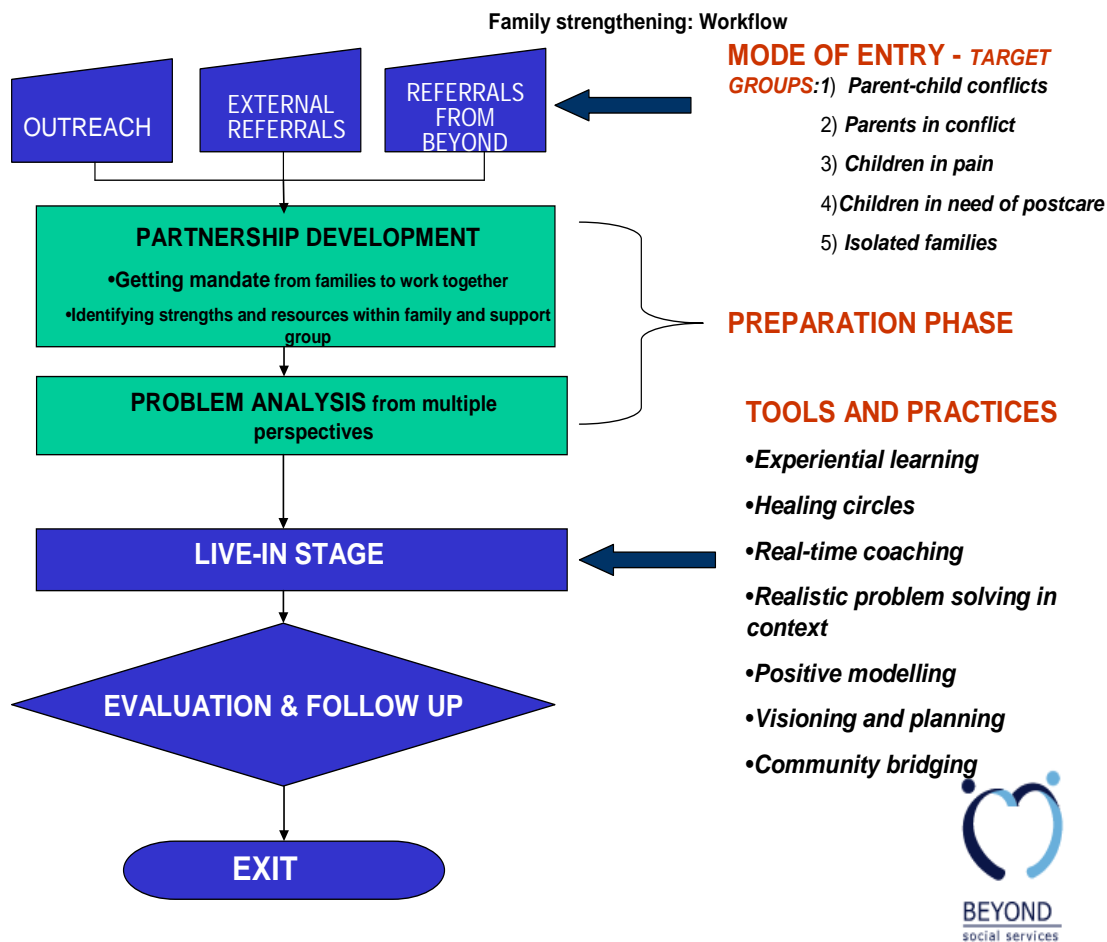 Family strengthening: Workflow
OUTREACH
EXTERNAL
REFERRALS
REFERRALS
FROM
BEYOND
MODE OF ENTRY - TARGET
GROUPS:1) Parent-child conflicts
2) Parents in conflict
3) Children in pain
4)Children in need of postcare
5) Isolated families
PARTNERSHIP DEVELOPMENT
•Getting mandate from families to work together
•Identifying strengths and resources within family and support
group
PREPARATION PHASE
PROBLEM ANALYSIS from multiple
perspectives
TOOLS AND PRACTICES
•Experiential learning
•Healing circles
•Real-time coaching
•Realistic problem solving in
context
•Positive modelling
•Visioning and planning
•Community bridging
LIVE-IN STAGE
EVALUATION & FOLLOW UP
EXIT
BEYOND
social services